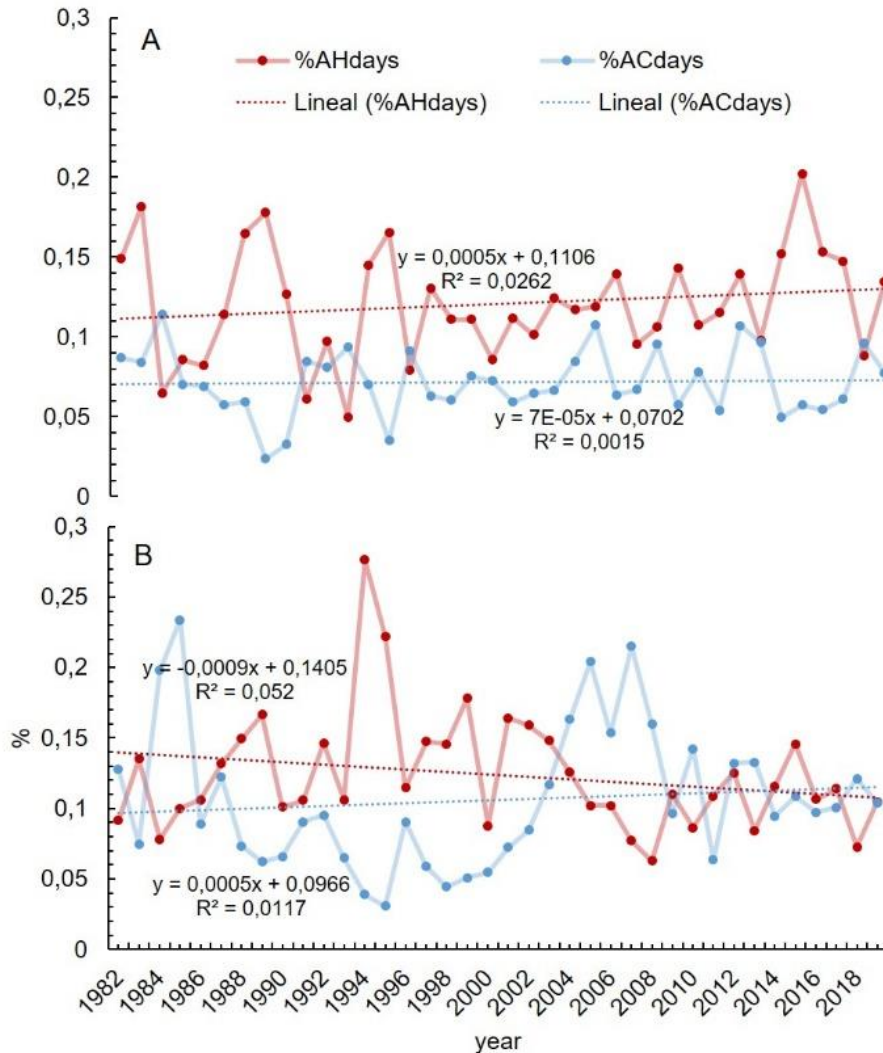 0,3
A
%AHdays
%ACdays
0,25
Lineal (%AHdays)
Lineal (%ACdays)
0,2
0,15
y = 0,0005x + 0,1106
R² = 0,0262
0,1
0,05
y = 7E-05x + 0,0702
R² = 0,0015
0
0,3
B
0,25
0,2
y = -0,0009x + 0,1405
R² = 0,052
%
0,15
0,1
0,05
y = 0,0005x + 0,0966
R² = 0,0117
0
1982 1984 1986 1988 1990 1992 1994 1996 1998 2000 2002 2004 2006 2008 2010 2012 2014 2016 2018
year